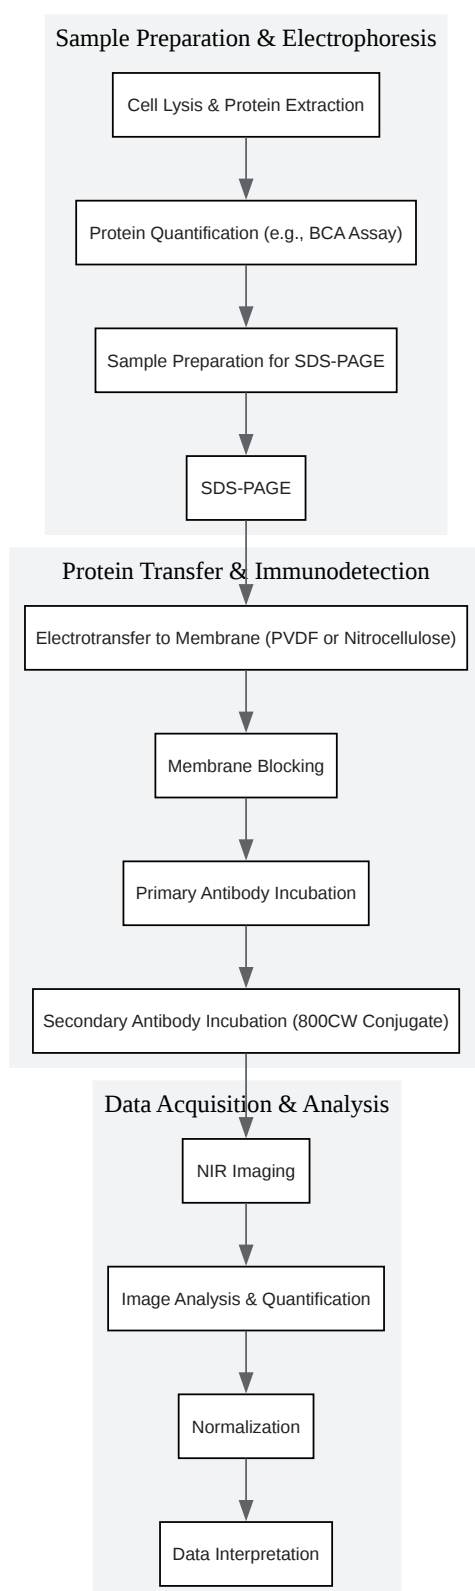 Sample Preparation & Electrophoresis
Cell Lysis & Protein Extraction
Protein Quantification (e.g., BCA Assay)
Sample Preparation for SDS-PAGE
SDS-PAGE
Protein Transfer & Immunodetection
Electrotransfer to Membrane (PVDF or Nitrocellulose)
Membrane Blocking
Primary Antibody Incubation
Secondary Antibody Incubation (800CW Conjugate)
Data Acquisition & Analysis
NIR Imaging
Image Analysis & Quantification
Normalization
Data Interpretation